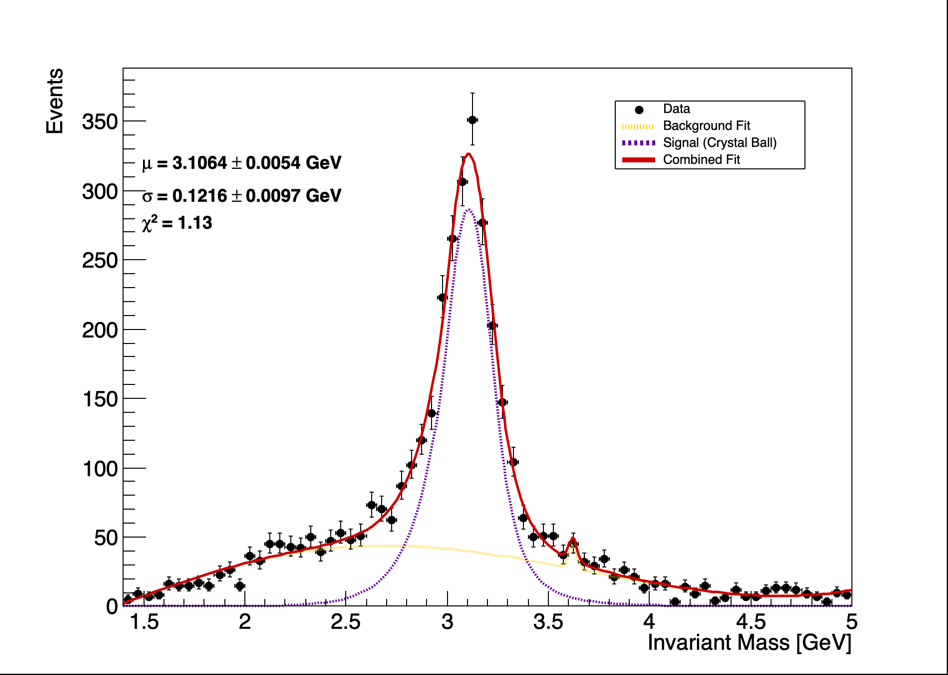 Events
350
300
250
200
150
100
50
0
μ = 3.1064 ± 0.0054 GeV
σ = 0.1216 ± 0.0097 GeV
χ² = 1.13
Data
Background Fit
Signal (Crystal Ball)
Combined Fit
1.5 2 2.5 3 3.5 4 4.5 5
Invariant Mass [GeV]